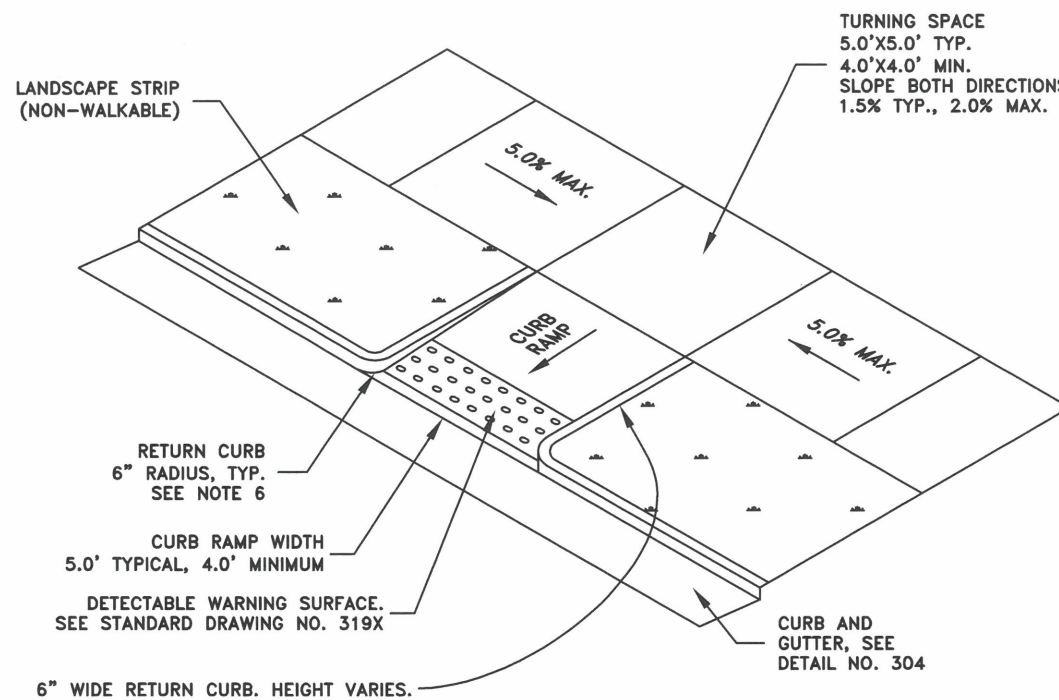 TURNING SPACE
5.0'X5.0' TYP.
4.0'X4.0' MIN.
SLOPE BOTH DIRECTIONS
1.5% TYP., 2.0% MAX.
LANDSCAPE STRIP
(NON-WALKABLE)
5.0% MAX.
CURB
RAMP
5.0% MAX.
RETURN CURB
6" RADIUS, TYP.
SEE NOTE 6
CURB RAMP WIDTH
5.0' TYPICAL, 4.0' MINIMUM
DETECTABLE WARNING SURFACE.
SEE STANDARD DRAWING NO. 319X
CURB AND
GUTTER, SEE
DETAIL NO. 304
6" WIDE RETURN CURB. HEIGHT VARIES.